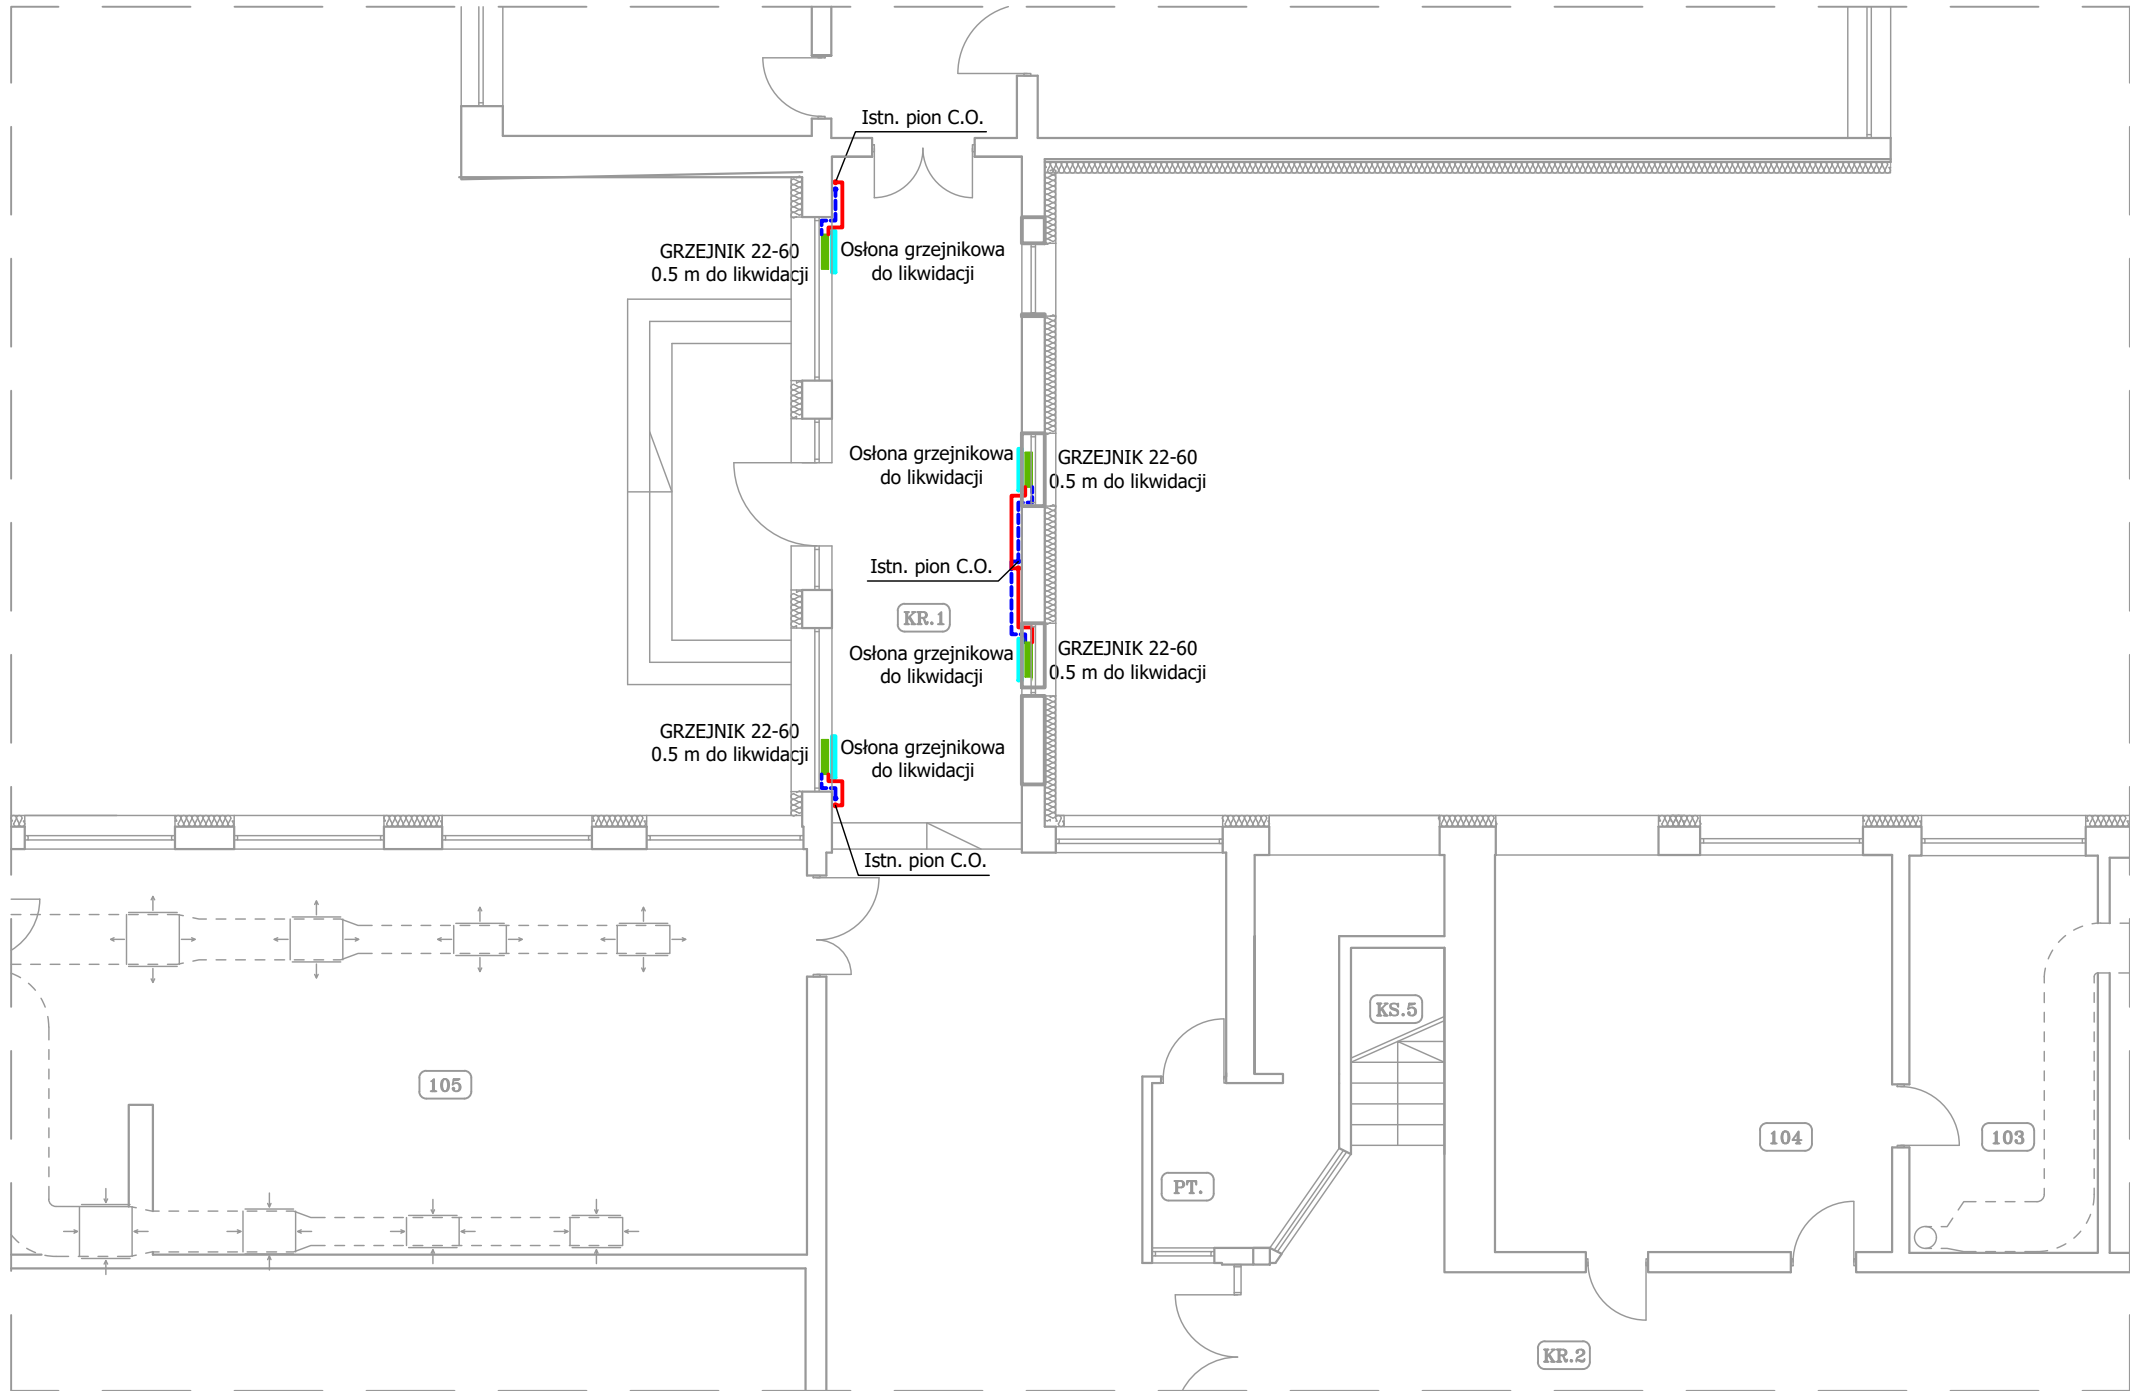 Istn. pion C.O.
GRZEJNIK 22-60
0.5 m do likwidacji
Osłona grzejnikowa
do likwidacji
Osłona grzejnikowa
do likwidacji
GRZEJNIK 22-60
0.5 m do likwidacji
Istn. pion C.O.
KR.1
Osłona grzejnikowa
do likwidacji
GRZEJNIK 22-60
0.5 m do likwidacji
GRZEJNIK 22-60
0.5 m do likwidacji
Osłona grzejnikowa
do likwidacji
Istn. pion C.O.
KS.5
105
104
103
PT.
KR.2